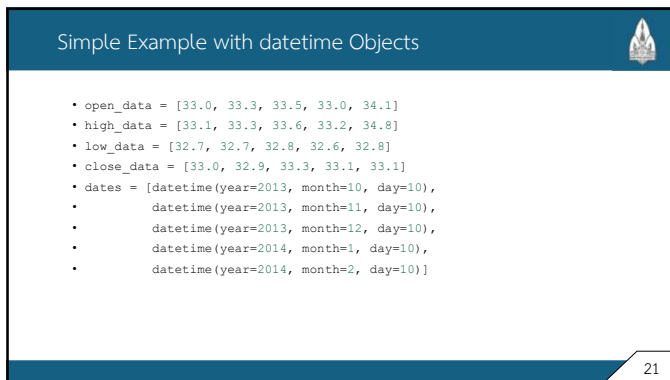 Simple Example with datetime Objects
• open_data = [33.0, 33.3, 33.5, 33.0, 34.1]
• high_data = [33.1, 33.3, 33.6, 33.2, 34.8]
• low_data = [32.7, 32.7, 32.8, 32.6, 32.8]
• close_data = [33.0, 32.9, 33.3, 33.1, 33.1]
• dates = [datetime(year=2013, month=10, day=10),
• datetime(year=2013, month=11, day=10),
• datetime(year=2013, month=12, day=10),
• datetime(year=2014, month=1, day=10),
• datetime(year=2014, month=2, day=10)]
21